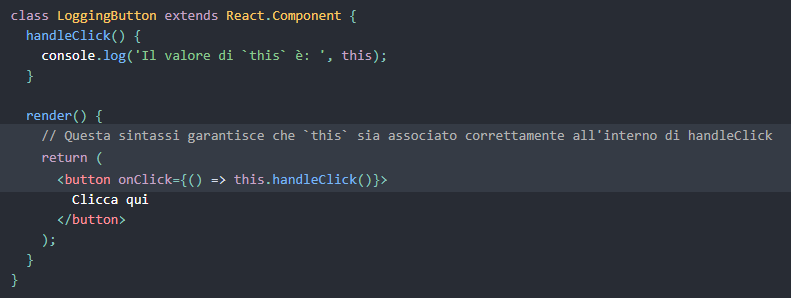 class LoggingButton extends React.Component {
  handleClick() {
    console.log('Il valore di `this` è: ', this);
  }

  render() {
    // Questa sintassi garantisce che `this` sia associato correttamente all'interno di handleClick
    return (
      <button onClick={() => this.handleClick()}>
        Clicca qui
      </button>
    );
  }
}